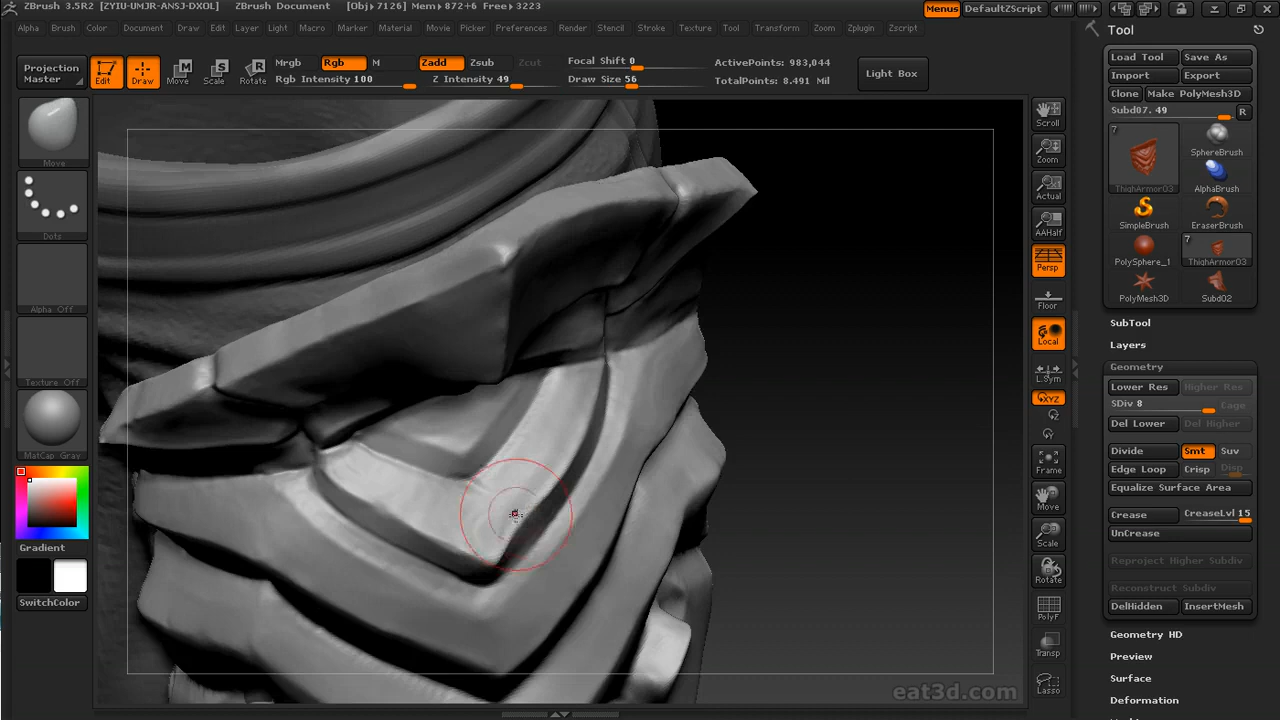 ZBrush 3.5R2 [ZYIU-UMJR-ANSJ-DXOL] ZBrush Document [Obj▸7126] Mem▸872+6 Free▸3223 Menus DefaultZScript
Alpha Brush Color Document Draw Edit Layer Light Macro Marker Material Movie Picker Preferences Render Stencil Stroke Texture Tool Transform Zoom Zplugin Zscript
Projection Master
Edit
Draw
Move
Scale
Rotate
Mrgb Rgb M
Rgb Intensity 100
Zadd Zsub Zcut
Z Intensity 49
Focal Shift 0
Draw Size 56
ActivePoints: 983,044
TotalPoints: 8.491 Mil
Light Box
Move
Dots
Alpha Off
Texture Off
MatCap Gray
Gradient
SwitchColor
eat3d.com
Scroll
Zoom
Actual
AAHalf
Persp
Floor
Local
L.Sym
XYZ
Y
Z
Frame
Move
Scale
Rotate
PolyF
Transp
Lasso
Tool
Load Tool Save As
Import Export
Clone Make PolyMesh3D
Subd07. 49 R
7
ThighArmor03
SphereBrush
AlphaBrush
SimpleBrush EraserBrush
PolySphere_1
7
ThighArmor03
PolyMesh3D Subd02
SubTool
Layers
Geometry
Lower Res Higher Res
SDiv 8 Cage
Del Lower Del Higher
Divide Smt Suv
Edge Loop Crisp Disp
Equalize Surface Area
Crease CreaseLvl 15
UnCrease
Reproject Higher Subdiv
Reconstruct Subdiv
DelHidden InsertMesh
Geometry HD
Preview
Surface
Deformation